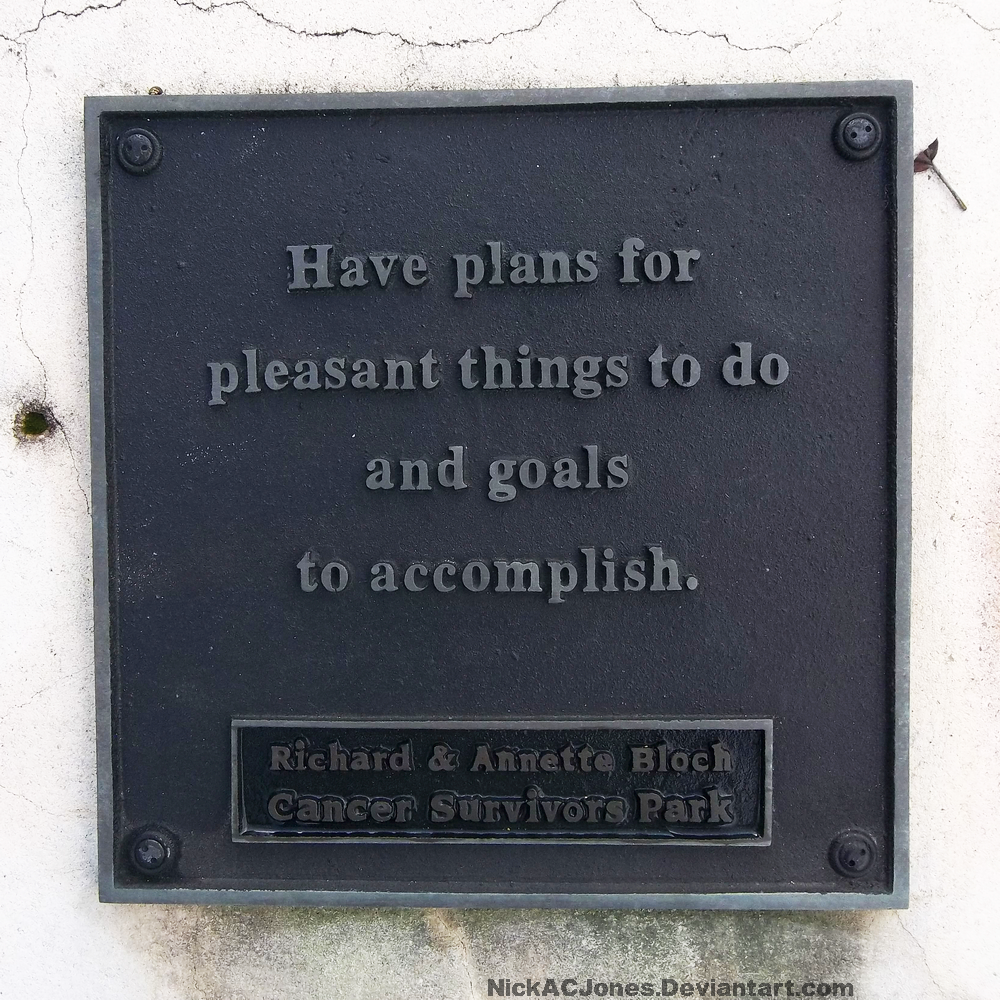 Have plans for
pleasant things to do
and goals
to accomplish.
Richard & Annette Bloch
Cancer Survivors Park
NickACJones.Deviantart.com